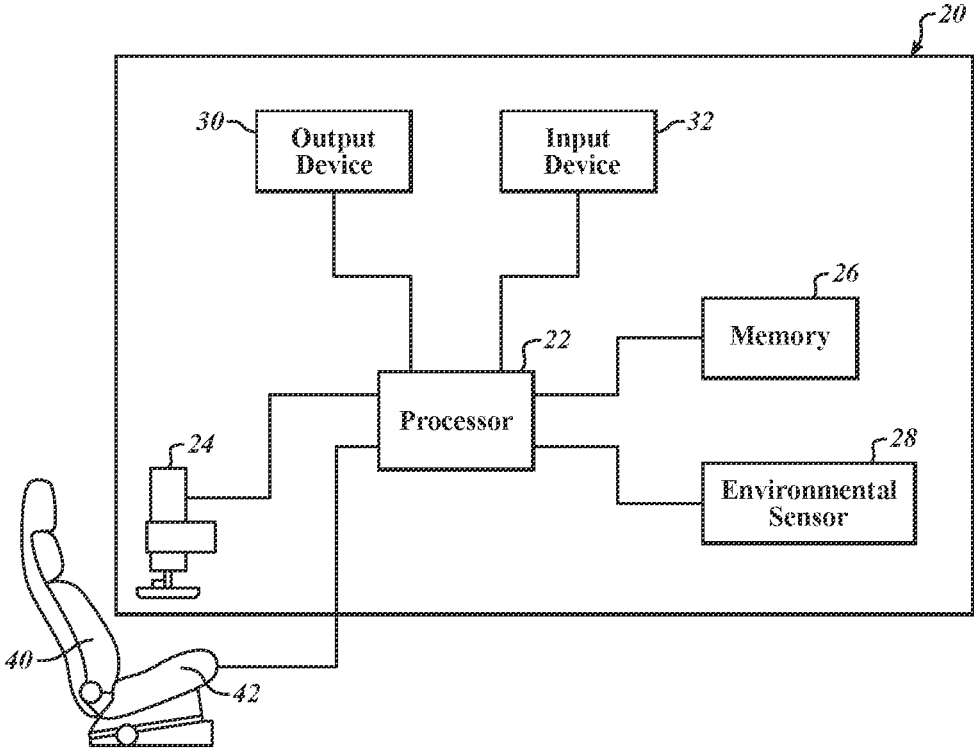 20
30
Output
Device
Input
Device
32
26
Memory
22
Processor
24
28
Environmental
Sensor
40
42